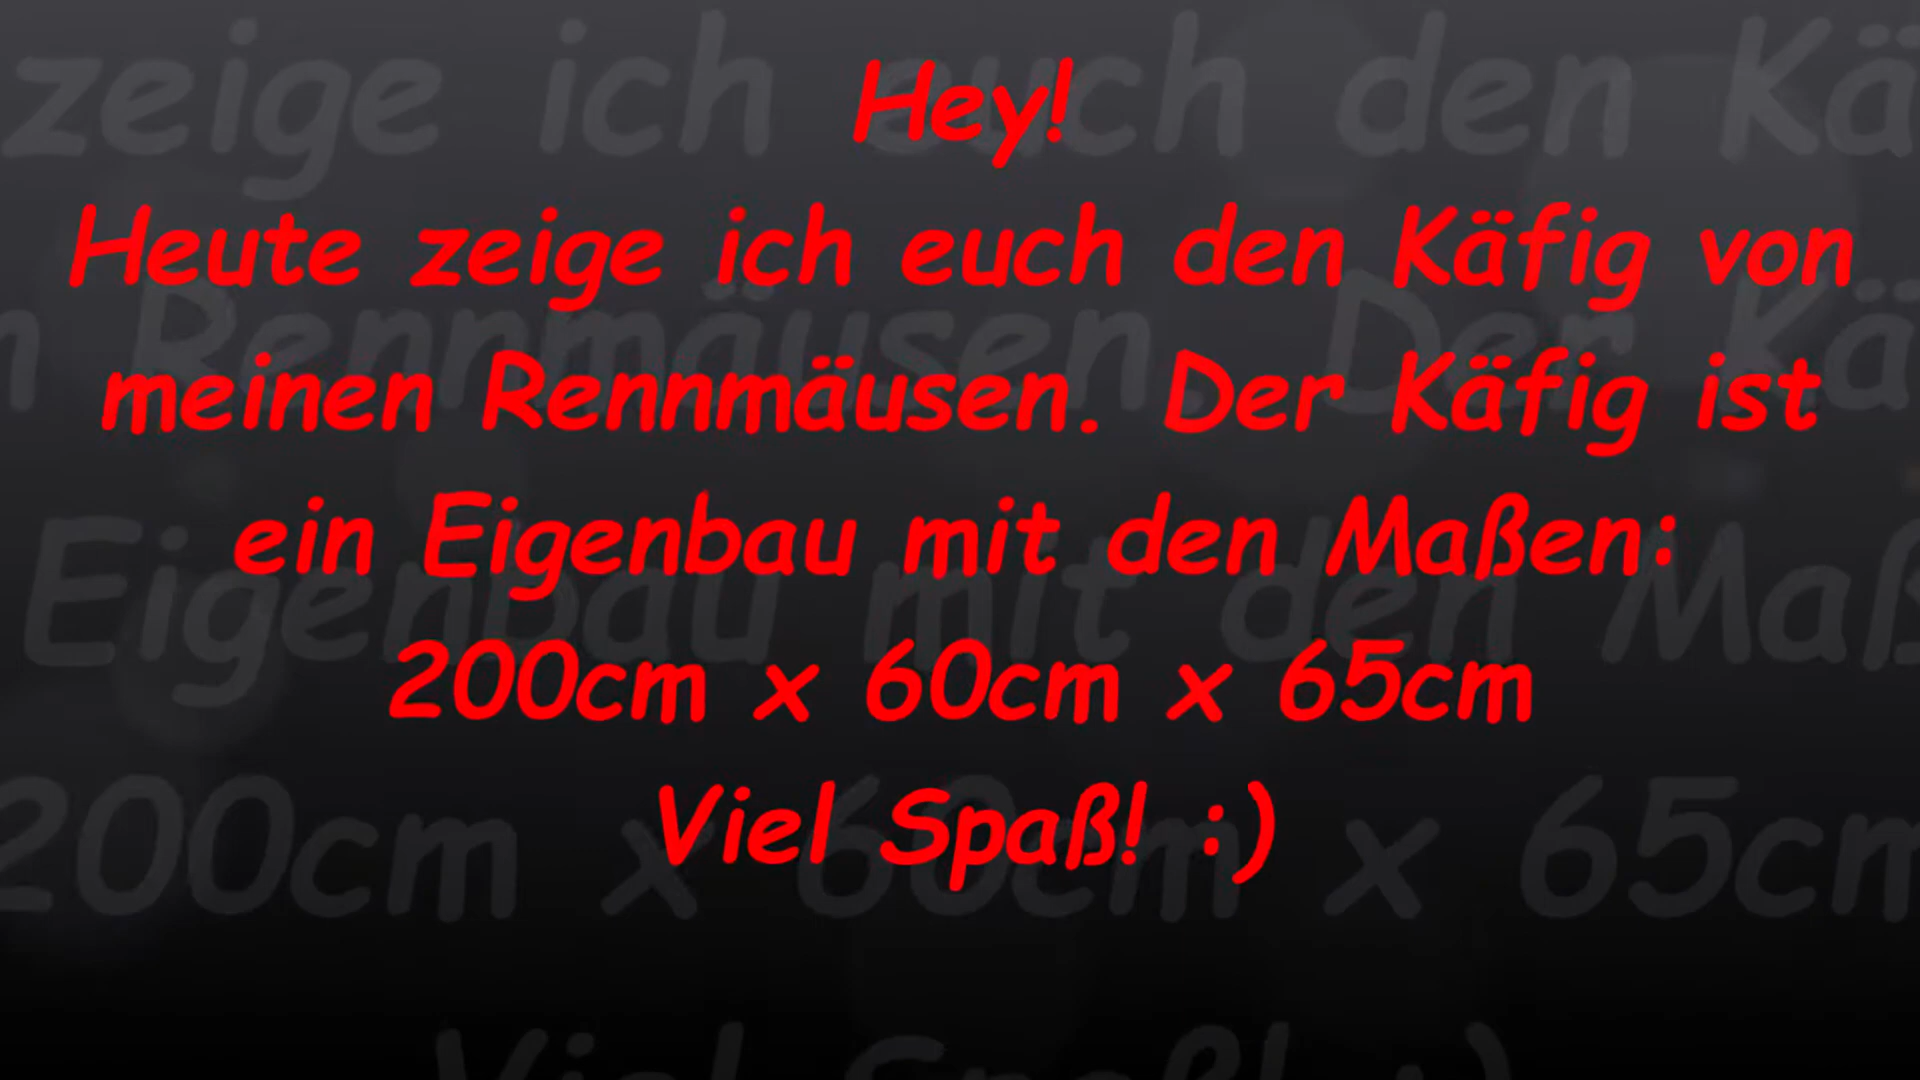 Hey!
Heute zeige ich euch den Käfig von
meinen Rennmäusen. Der Käfig ist
ein Eigenbau mit den Maßen:
200cm x 60cm x 65cm
Viel Spaß! :)